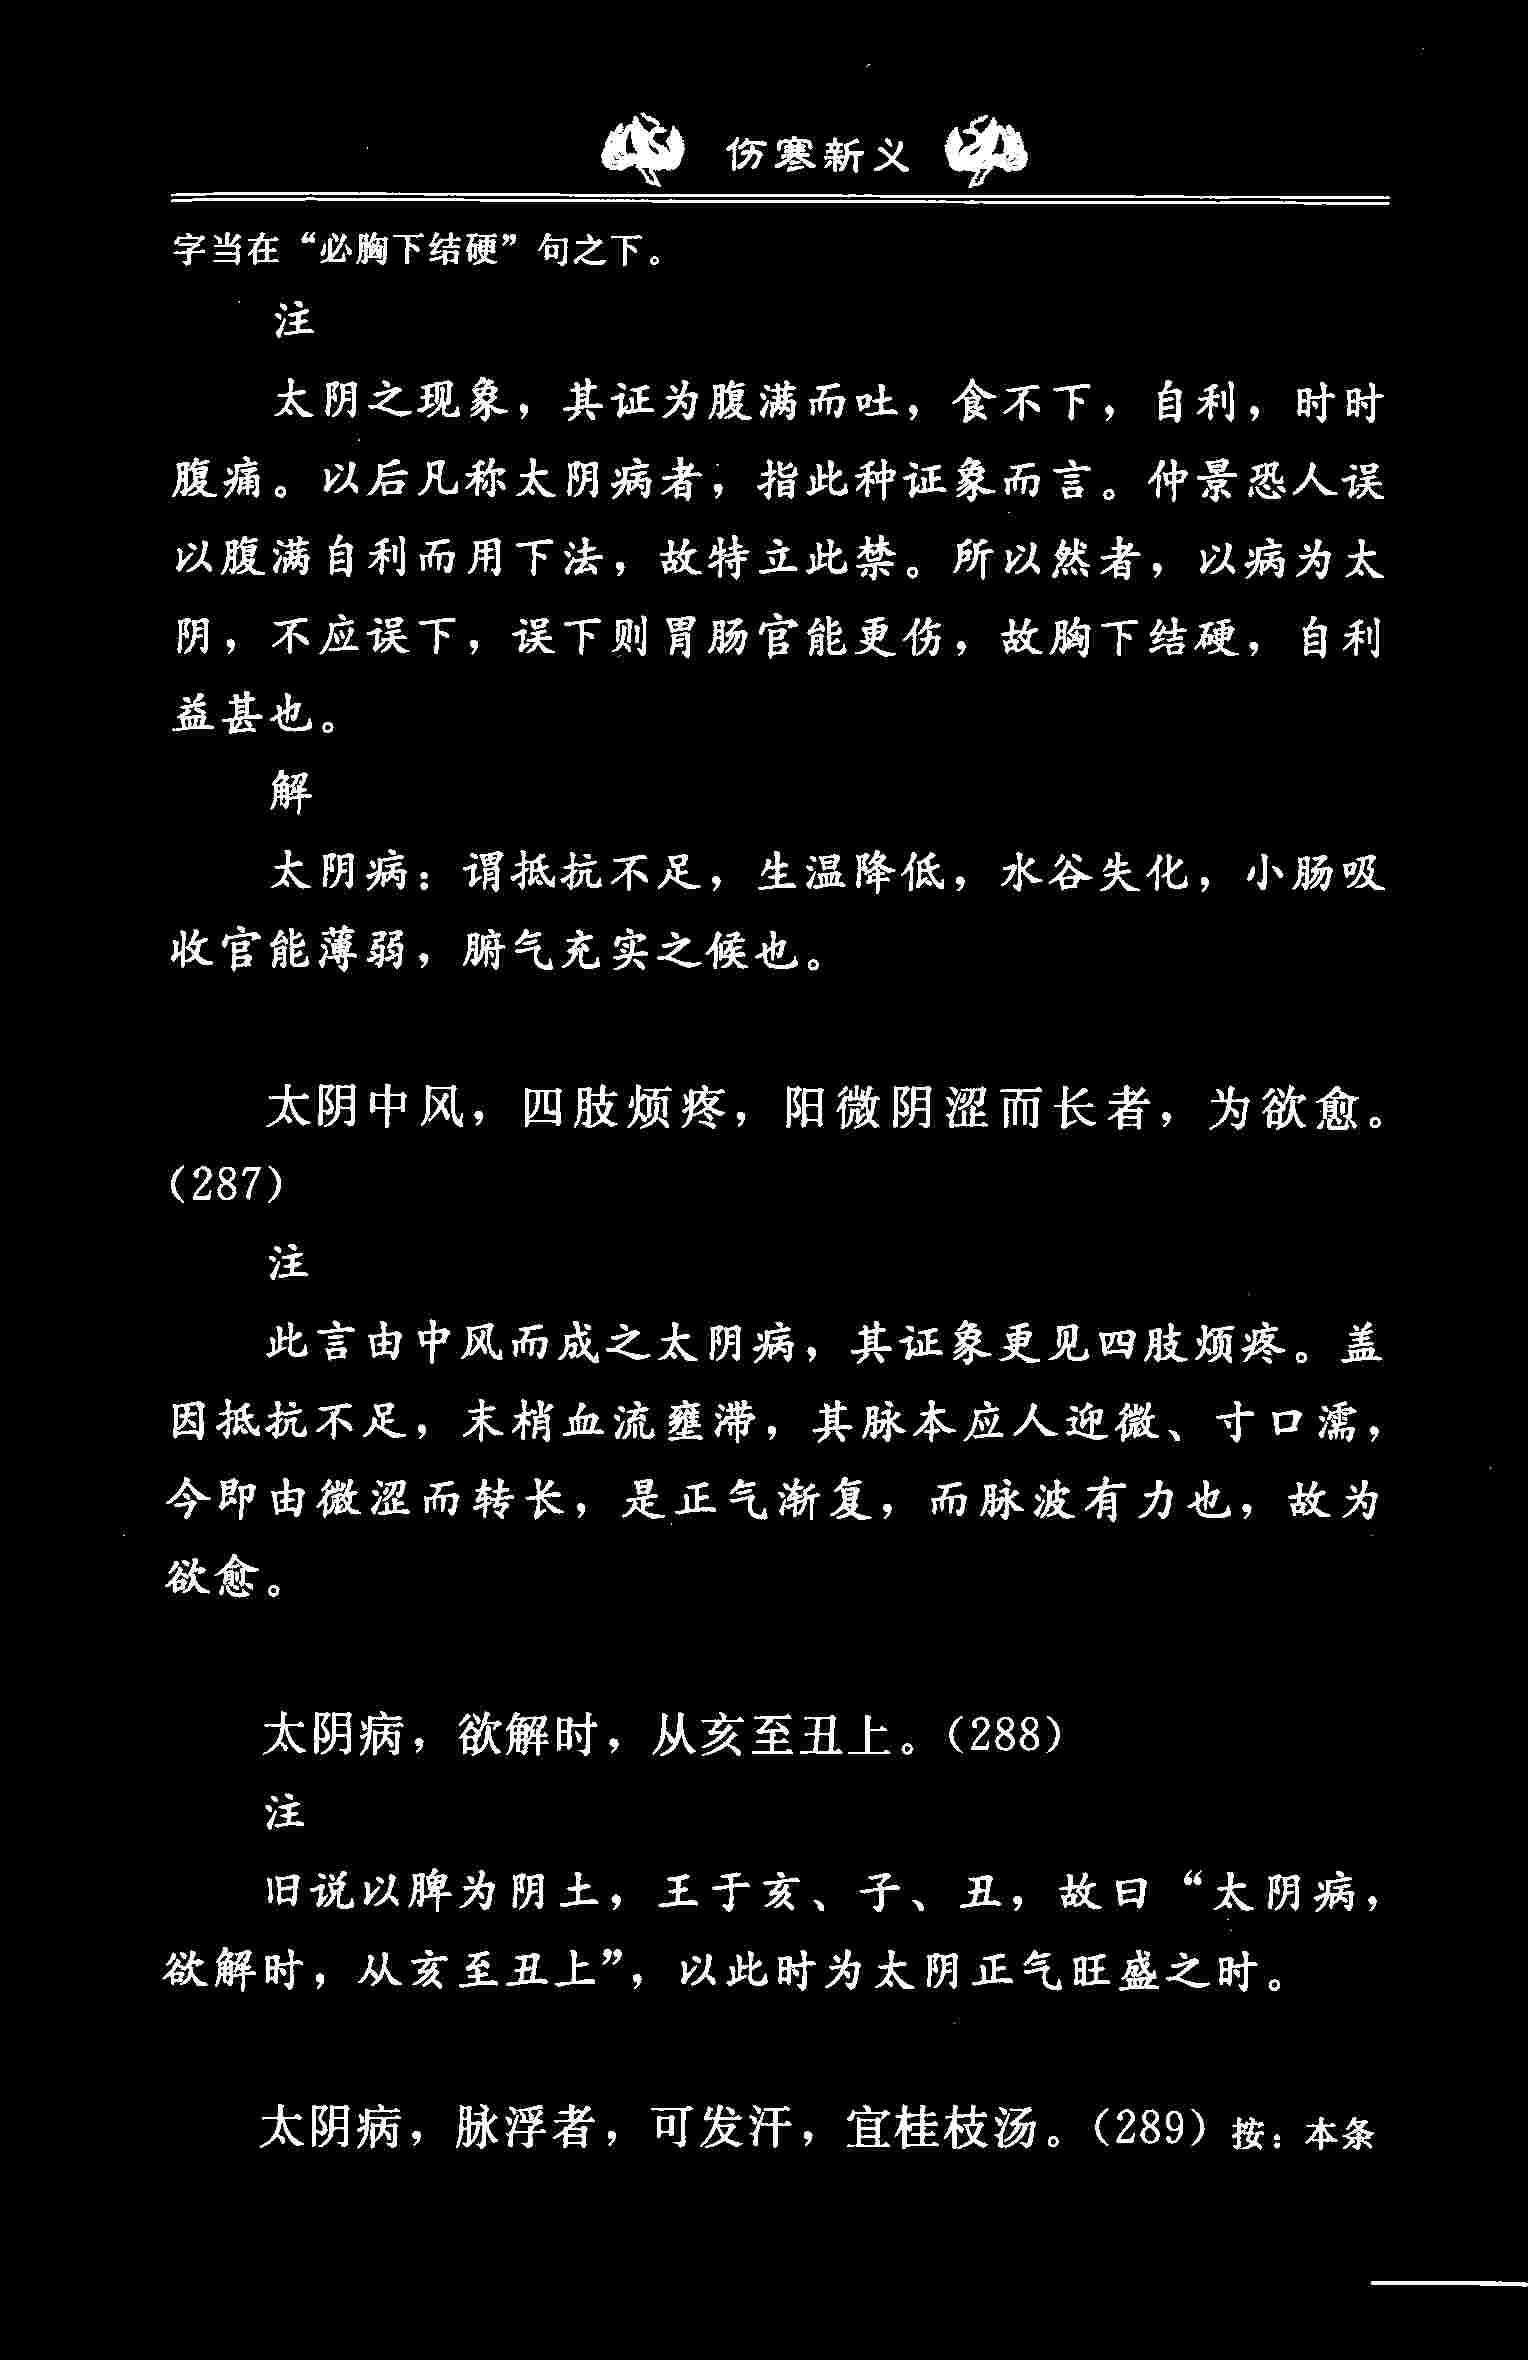 伤寒新义
字当在“必胸下结硬”句之下。
注
太阴之现象，其证为腹满而吐，食不下，自利，时时
腹痛。以后凡称太阴病者，指此种证象而言。仲景恐人误
以腹满自利而用下法，故特立此禁。所以然者，以病为太
阴，不应误下，误下则胃肠官能更伤，故胸下结硬，自利
益甚也。
解
太阴病：谓抵抗不足，生温降低，水谷失化，小肠吸
收官能薄弱，腑气充实之候也。
太阴中风，四肢烦疼，阳微阴涩而长者，为欲愈。
(287)
注
此言由中风而成之太阴病，其证象更见四肢烦疼。盖
因抵抗不足，末梢血流壅滞，其脉本应人迎微、寸口濡，
今即由微涩而转长，是正气渐复，而脉波有力也，故为
欲愈。
太阴病，欲解时，从亥至丑上。(288)
注
旧说以脾为阴土，王于亥、子、丑，故曰“太阴病，
欲解时，从亥至丑上”，以此时为太阴正气旺盛之时。
太阴病，脉浮者，可发汗，宜桂枝汤。(289) 按：本条